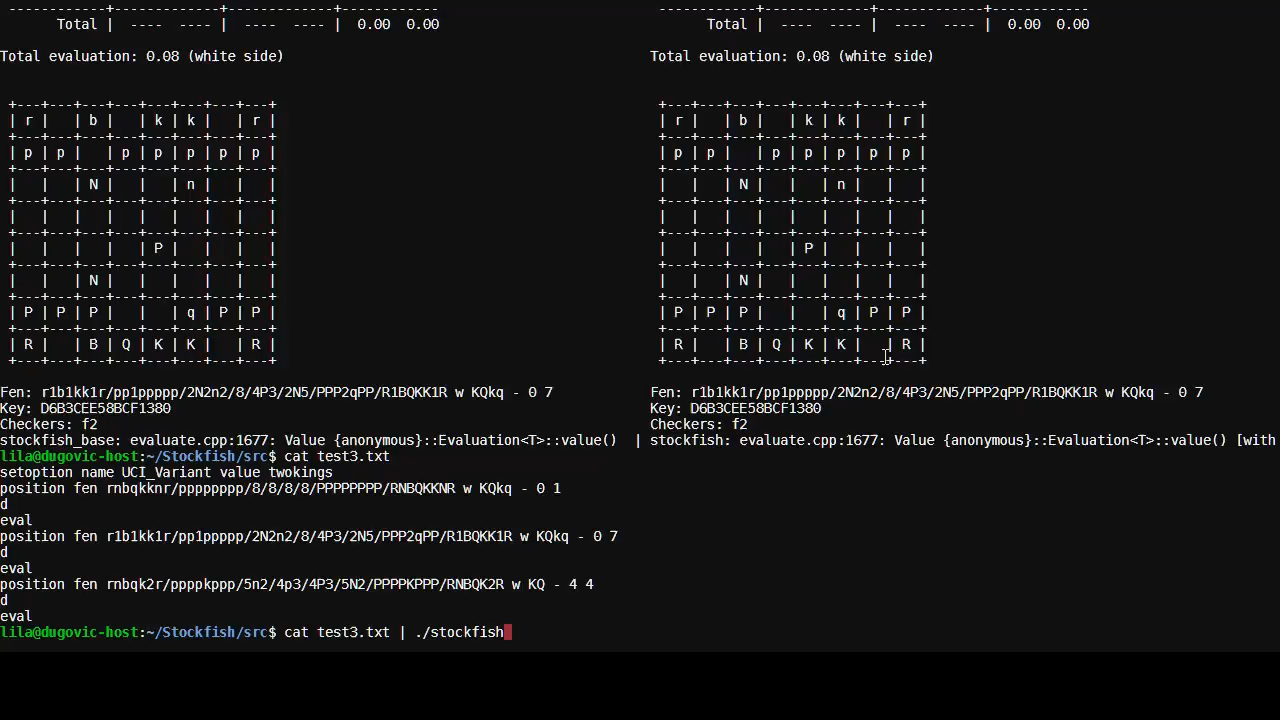 ------------+-------------+-------------+------------      ------------+-------------+-------------+------------
       Total |  ----  ---- |  ----  ---- |  0.00  0.00             Total |  ----  ---- |  ----  ---- |  0.00  0.00
Total evaluation: 0.08 (white side)      Total evaluation: 0.08 (white side)
+---+---+---+---+---+---+---+---+      +---+---+---+---+---+---+---+---+
| r |   | b |   | k | k |   | r |      | r |   | b |   | k | k |   | r |
+---+---+---+---+---+---+---+---+      +---+---+---+---+---+---+---+---+
| p | p |   | p | p | p | p | p |      | p | p |   | p | p | p | p | p |
+---+---+---+---+---+---+---+---+      +---+---+---+---+---+---+---+---+
|   |   | N |   |   | n |   |   |      |   |   | N |   |   | n |   |   |
+---+---+---+---+---+---+---+---+      +---+---+---+---+---+---+---+---+
|   |   |   |   |   |   |   |   |      |   |   |   |   |   |   |   |   |
+---+---+---+---+---+---+---+---+      +---+---+---+---+---+---+---+---+
|   |   |   |   | P |   |   |   |      |   |   |   |   | P |   |   |   |
+---+---+---+---+---+---+---+---+      +---+---+---+---+---+---+---+---+
|   |   | N |   |   |   |   |   |      |   |   | N |   |   |   |   |   |
+---+---+---+---+---+---+---+---+      +---+---+---+---+---+---+---+---+
| P | P | P |   |   | q | P | P |      | P | P | P |   |   | q | P | P |
+---+---+---+---+---+---+---+---+      +---+---+---+---+---+---+---+---+
| R |   | B | Q | K | K |   | R |      | R |   | B | Q | K | K |   | R |
+---+---+---+---+---+---+---+---+      +---+---+---+---+---+---+---+---+
Fen: r1b1kk1r/pp1ppppp/2N2n2/8/4P3/2N5/PPP2qPP/R1BQKK1R w KQkq - 0 7      Fen: r1b1kk1r/pp1ppppp/2N2n2/8/4P3/2N5/PPP2qPP/R1BQKK1R w KQkq - 0 7
Key: D6B3CEE58BCF1380      Key: D6B3CEE58BCF1380
Checkers: f2      Checkers: f2
stockfish_base: evaluate.cpp:1677: Value {anonymous}::Evaluation<T>::value()  | stockfish: evaluate.cpp:1677: Value {anonymous}::Evaluation<T>::value() [with
lila@dugovic-host:~/Stockfish/src$ cat test3.txt
setoption name UCI_Variant value twokings
position fen rnbqkknr/pppppppp/8/8/8/8/PPPPPPPP/RNBQKKNR w KQkq - 0 1
d
eval
position fen r1b1kk1r/pp1ppppp/2N2n2/8/4P3/2N5/PPP2qPP/R1BQKK1R w KQkq - 0 7
d
eval
position fen rnbqk2r/ppppkppp/5n2/4p3/4P3/5N2/PPPPKPPP/RNBQK2R w KQ - 4 4
d
eval
lila@dugovic-host:~/Stockfish/src$ cat test3.txt | ./stockfish